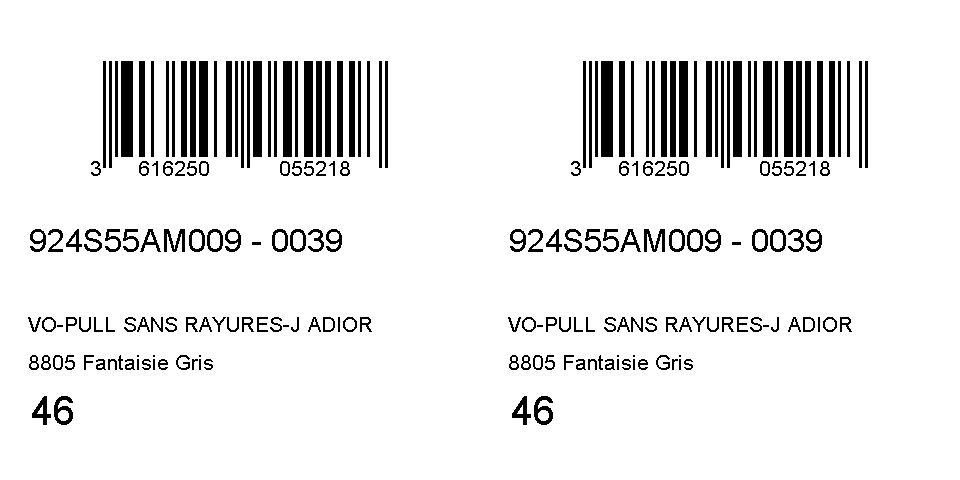 3 616250 055218
924S55AM009 - 0039
VO-PULL SANS RAYURES-J ADIOR
8805 Fantaisie Gris
46
3 616250 055218
924S55AM009 - 0039
VO-PULL SANS RAYURES-J ADIOR
8805 Fantaisie Gris
46